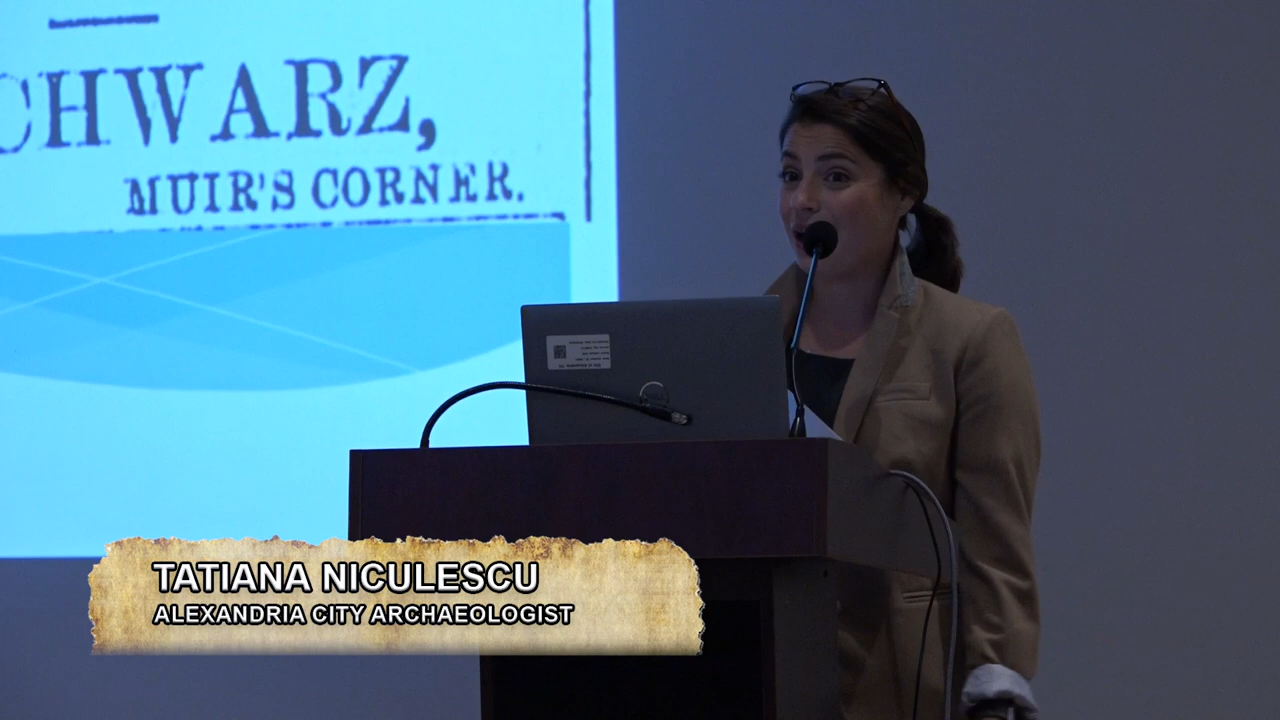 CHWARZ,
MUIR'S CORNER.
TATIANA NICULESCU
ALEXANDRIA CITY ARCHAEOLOGIST